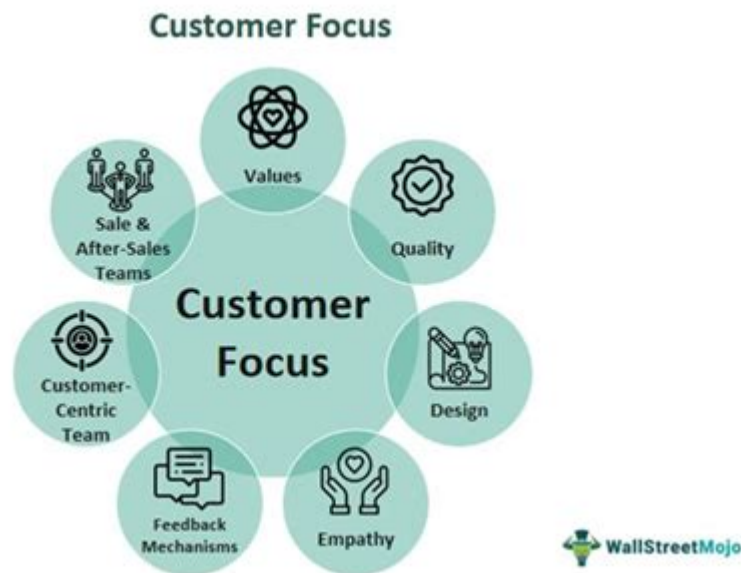 Customer Focus
Values
Quality
Design
Empathy
Feedback
Mechanisms
Customer-
Centric
Team
Sale &
After-Sales
Teams
Customer
Focus
WallStreetMojo